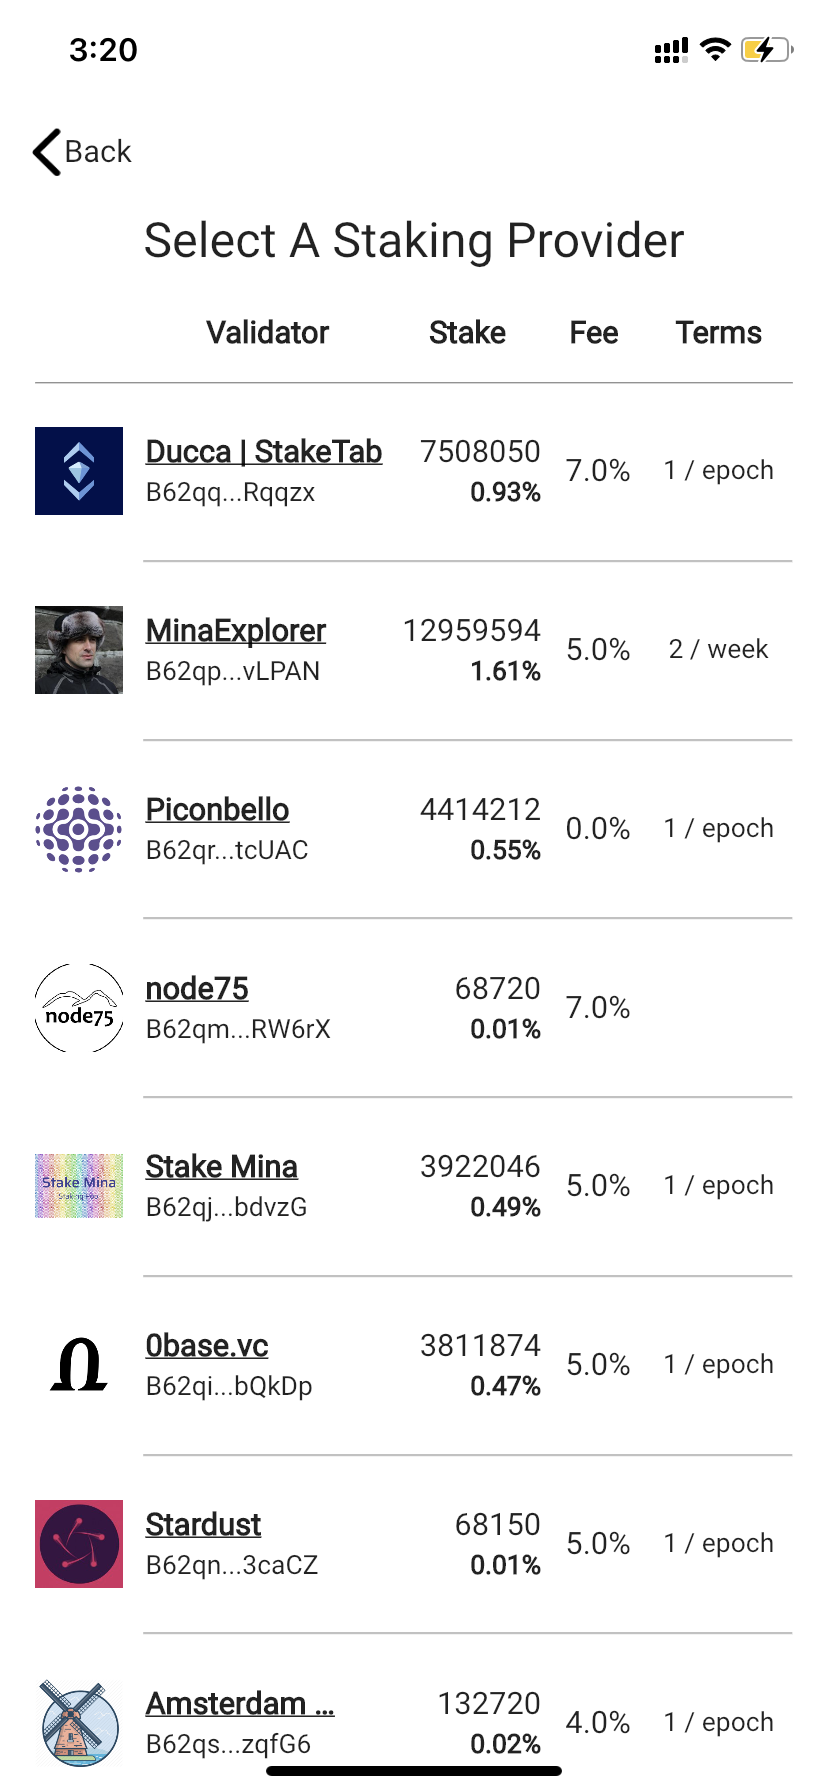 3:20
Back
Select A Staking Provider
Validator Stake Fee Terms
Ducca | StakeTab 7508050 7.0% 1 / epoch
B62qq...Rqqzx 0.93%
MinaExplorer 12959594 5.0% 2 / week
B62qp...vLPAN 1.61%
Piconbello 4414212 0.0% 1 / epoch
B62qr...tcUAC 0.55%
node75
node75 68720 7.0%
B62qm...RW6rX 0.01%
Stake Mina
Staking Pool
Stake Mina 3922046 5.0% 1 / epoch
B62qj...bdvzG 0.49%
0base.vc 3811874 5.0% 1 / epoch
B62qi...bQkDp 0.47%
Stardust 68150 5.0% 1 / epoch
B62qn...3caCZ 0.01%
Amsterdam ... 132720 4.0% 1 / epoch
B62qs...zqfG6 0.02%